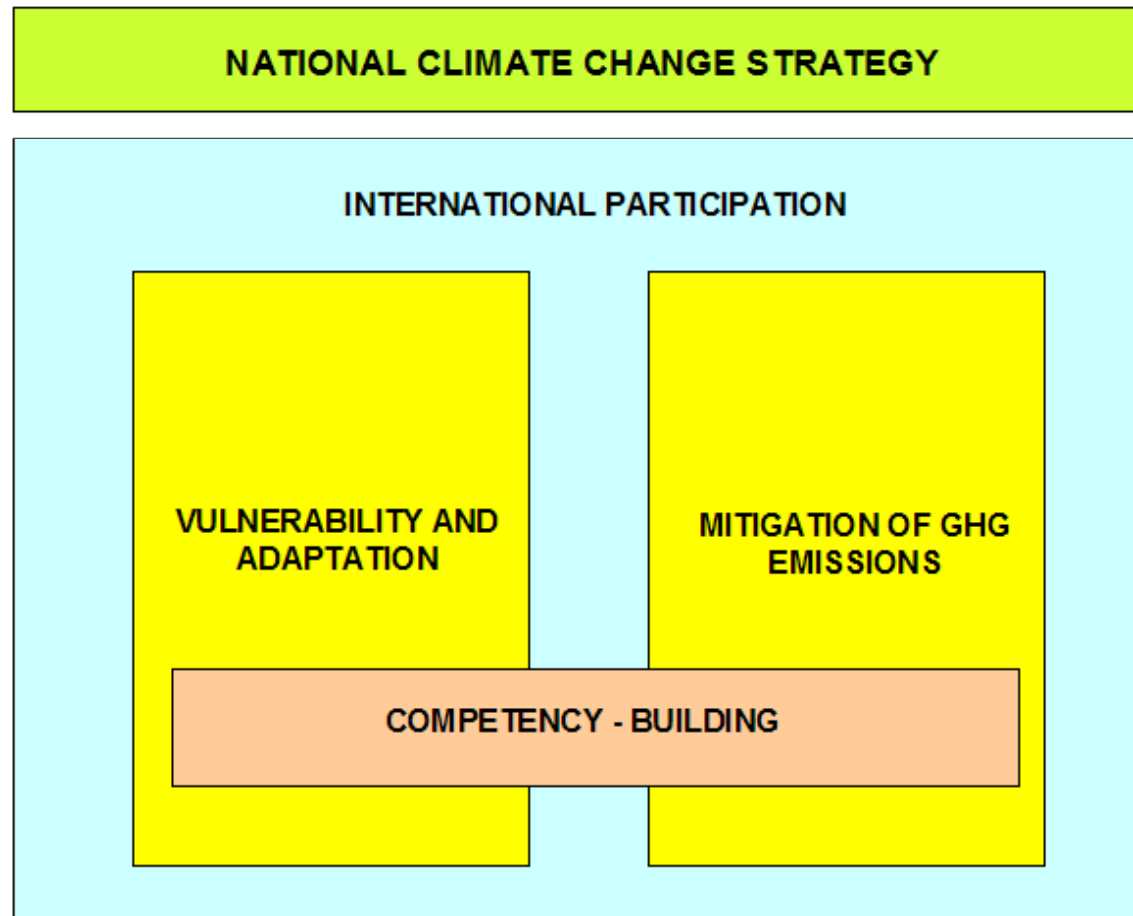 NATIONAL CLIMATE CHANGE STRATEGY
INTERNATIONAL PARTICIPATION
VULNERABILITY AND
ADAPTATION
MITIGATION OF GHG
EMISSIONS
COMPETENCY - BUILDING